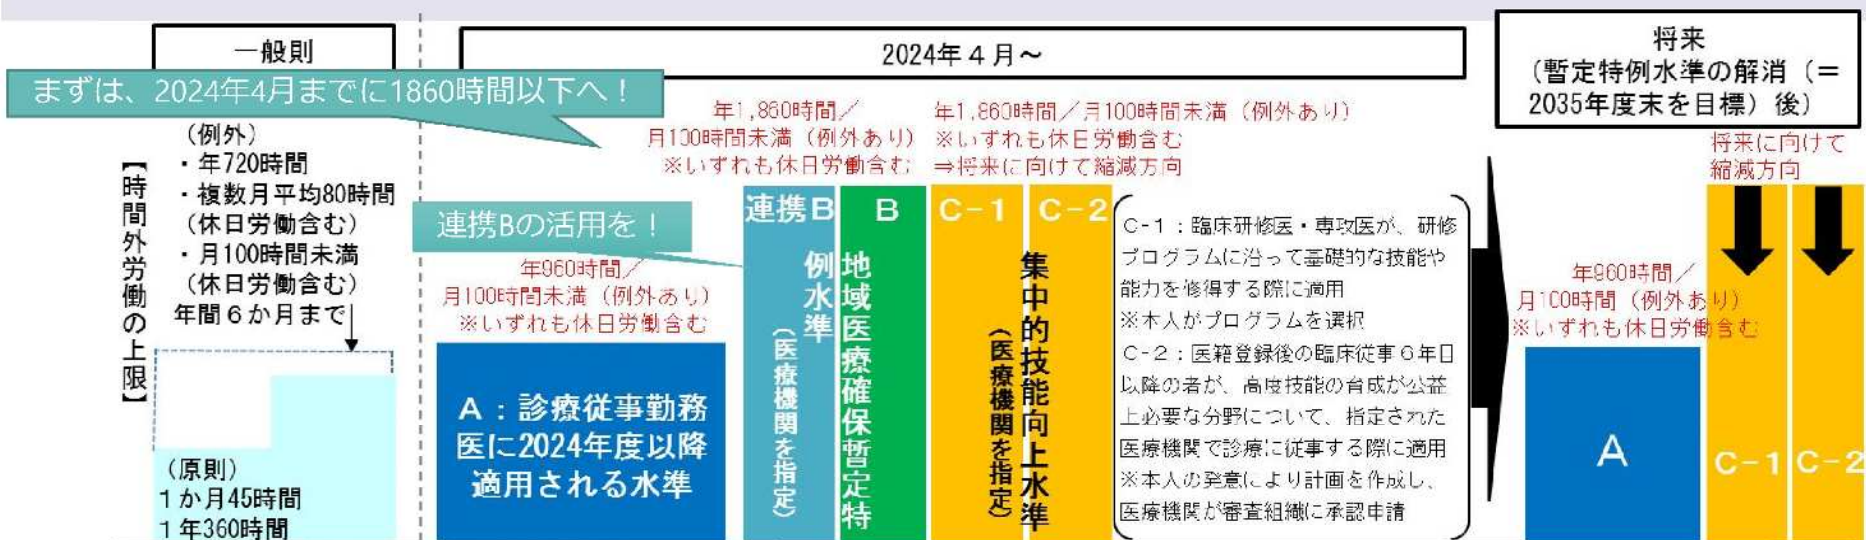 一般則
まずは、2024年4月までに1860時間以下へ！
（例外）
・年720時間
・複数月平均80時間
（休日労働含む）
・月100時間未満
（休日労働含む）
年間６か月まで
【時間外労働の上限】
（原則）
１か月45時間
１年360時間
2024年４月～
年1,860時間／
月100時間未満（例外あり）
※いずれも休日労働含む
年1,860時間／月100時間未満（例外あり）
※いずれも休日労働含む
⇒将来に向けて縮減方向
連携Bの活用を！
年960時間／
月100時間未満（例外あり）
※いずれも休日労働含む
A：診療従事勤務
医に2024年度以降
適用される水準
連携B
B
地域医療確保暫定特
例水準
（医療機関を指定）
C-1
C-2
集中的技能向上水準
（医療機関を指定）
C-1：臨床研修医・専攻医が、研修
プログラムに沿って基礎的な技能や
能力を修得する際に適用
※本人がプログラムを選択
C-2：医籍登録後の臨床従事６年目
以降の者が、高度技能の育成が公益
上必要な分野について、指定された
医療機関で診療に従事する際に適用
※本人の発意により計画を作成し、
医療機関が審査組織に承認申請
将来
（暫定特例水準の解消（＝
2035年度末を目標）後）
将来に向けて
縮減方向
年960時間／
月100時間（例外あり）
※いずれも休日労働含む
A
C-1
C-2